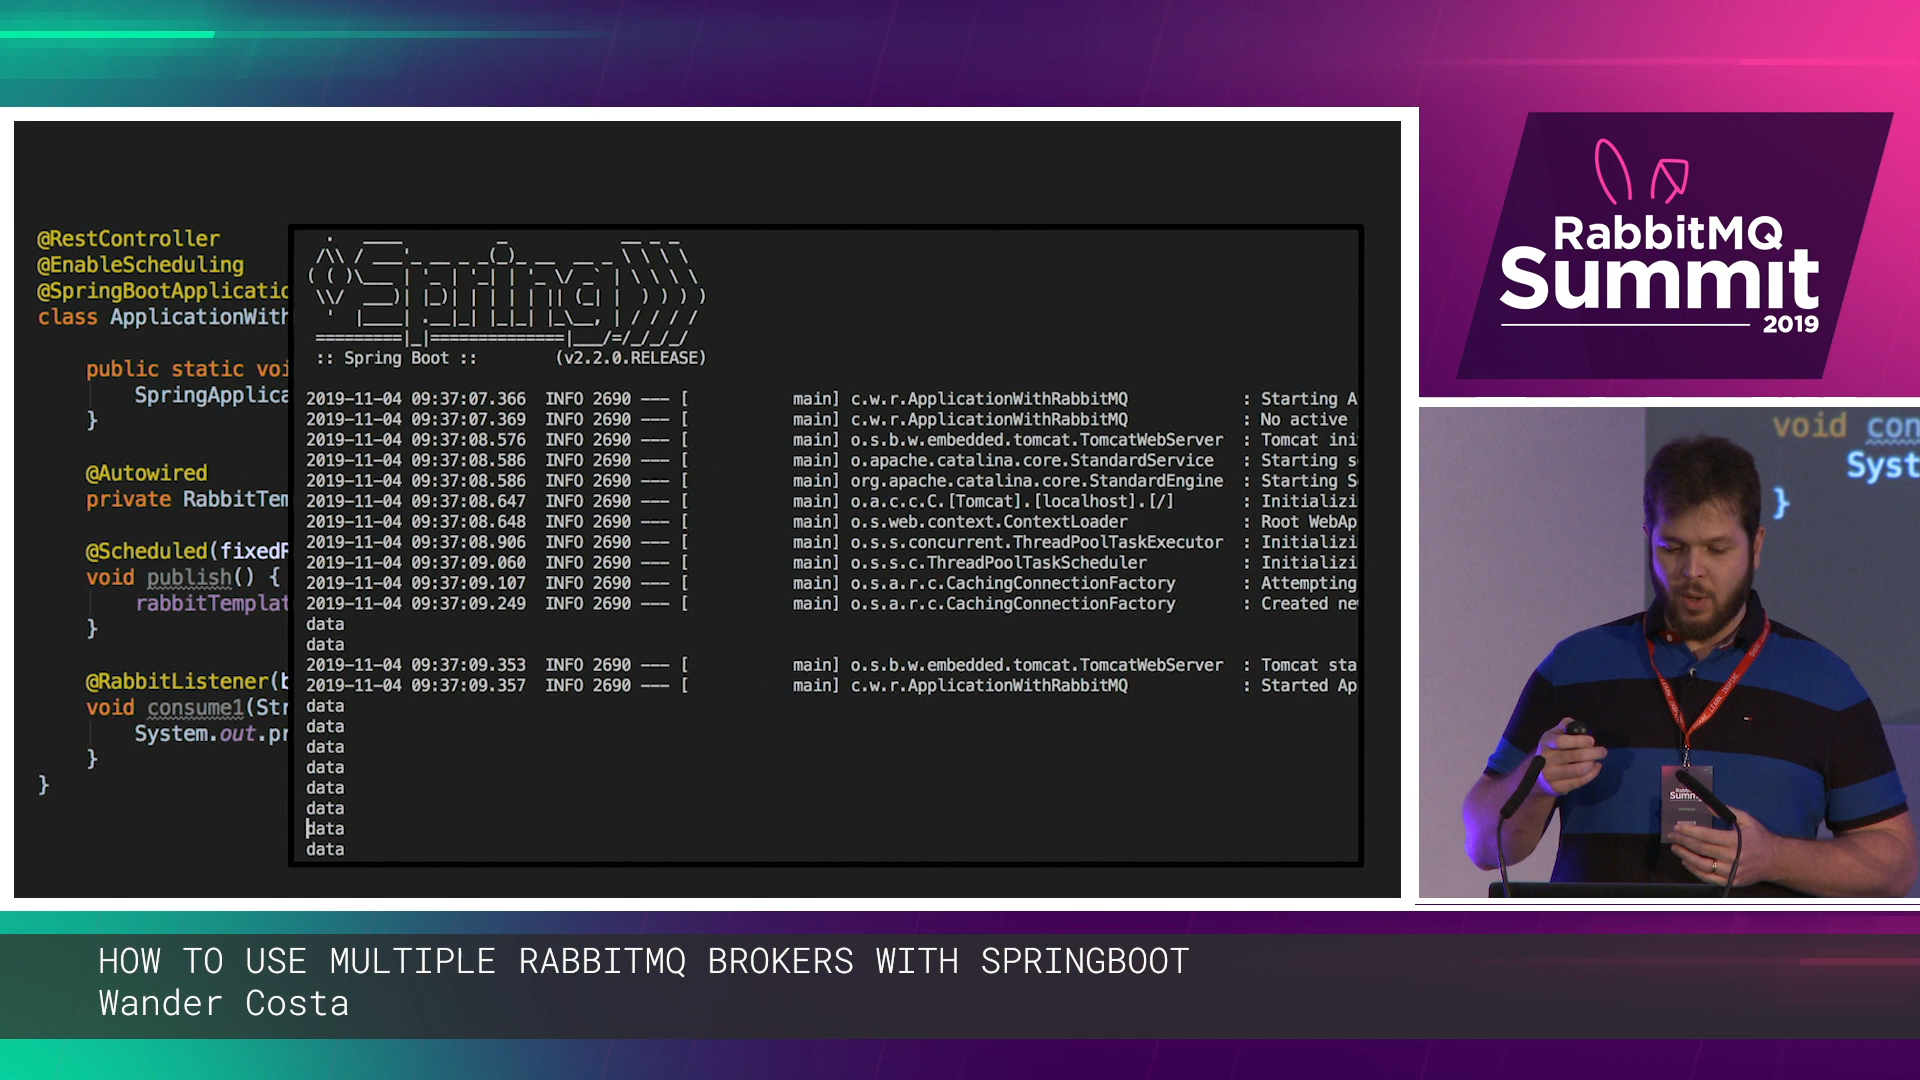 @RestController
@EnableScheduling
@SpringBootApplicatio
class ApplicationWith
public static voi
SpringApplica
}
@Autowired
private RabbitTem
@Scheduled(fixedR
void publish() {
rabbitTemplat
}
@RabbitListener(b
void consume1(Str
System.out.pr
}
}
Spring
:: Spring Boot :: (v2.2.0.RELEASE)
2019-11-04 09:37:07.366 INFO 2690 --- [ main] c.w.r.ApplicationWithRabbitMQ : Starting A
2019-11-04 09:37:07.369 INFO 2690 --- [ main] c.w.r.ApplicationWithRabbitMQ : No active
2019-11-04 09:37:08.576 INFO 2690 --- [ main] o.s.b.w.embedded.tomcat.TomcatWebServer : Tomcat ini
2019-11-04 09:37:08.586 INFO 2690 --- [ main] o.apache.catalina.core.StandardService : Starting s
2019-11-04 09:37:08.586 INFO 2690 --- [ main] org.apache.catalina.core.StandardEngine : Starting S
2019-11-04 09:37:08.647 INFO 2690 --- [ main] o.a.c.c.C.[Tomcat].[localhost].[/] : Initializi
2019-11-04 09:37:08.648 INFO 2690 --- [ main] o.s.web.context.ContextLoader : Root WebAp
2019-11-04 09:37:08.906 INFO 2690 --- [ main] o.s.s.concurrent.ThreadPoolTaskExecutor : Initializi
2019-11-04 09:37:09.060 INFO 2690 --- [ main] o.s.s.c.ThreadPoolTaskScheduler : Initializi
2019-11-04 09:37:09.107 INFO 2690 --- [ main] o.s.a.r.c.CachingConnectionFactory : Attempting
2019-11-04 09:37:09.249 INFO 2690 --- [ main] o.s.a.r.c.CachingConnectionFactory : Created ne
data
data
2019-11-04 09:37:09.353 INFO 2690 --- [ main] o.s.b.w.embedded.tomcat.TomcatWebServer : Tomcat sta
2019-11-04 09:37:09.357 INFO 2690 --- [ main] c.w.r.ApplicationWithRabbitMQ : Started Ap
data
data
data
data
data
data
data
data
RabbitMQ
Summit
2019
void con
Syst
}
HOW TO USE MULTIPLE RABBITMQ BROKERS WITH SPRINGBOOT
Wander Costa